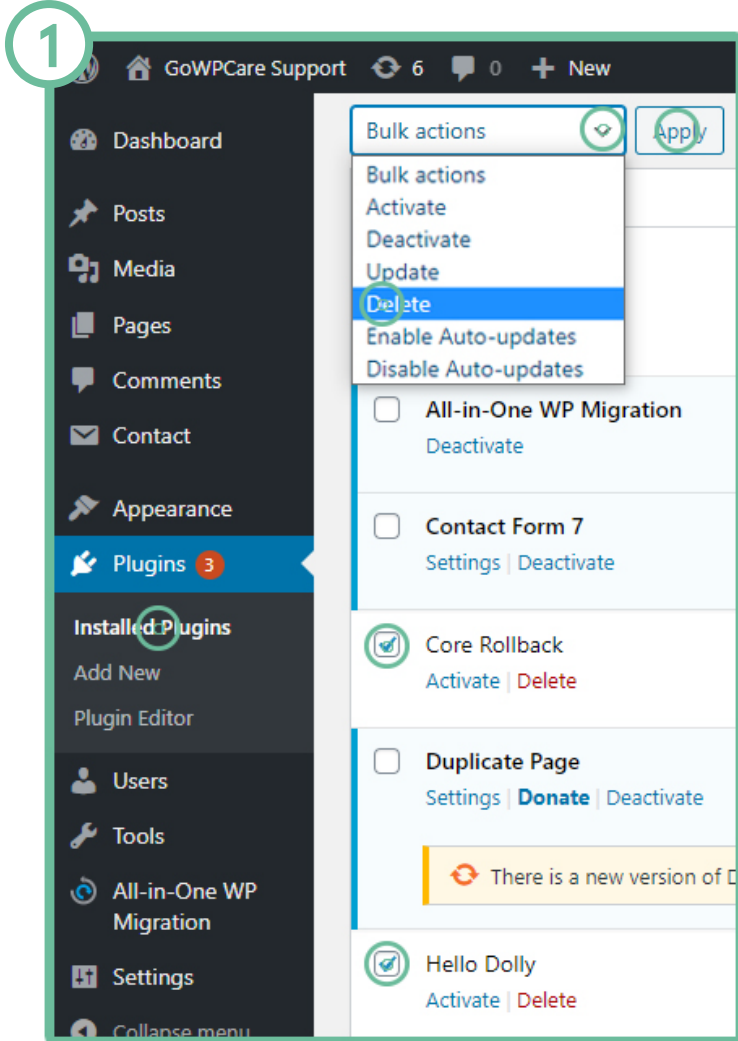 1
GoWPCare Support 6 0 + New
Dashboard
Posts
Media
Pages
Comments
Contact
Appearance
Plugins 3
Installed Plugins
Add New
Plugin Editor
Users
Tools
All-in-One WP
Migration
Settings
Collapse menu
Bulk actions
Apply
Bulk actions
Activate
Deactivate
Update
Delete
Enable Auto-updates
Disable Auto-updates
All-in-One WP Migration
Deactivate
Contact Form 7
Settings | Deactivate
Core Rollback
Activate | Delete
Duplicate Page
Settings | Donate | Deactivate
There is a new version of D
Hello Dolly
Activate | Delete